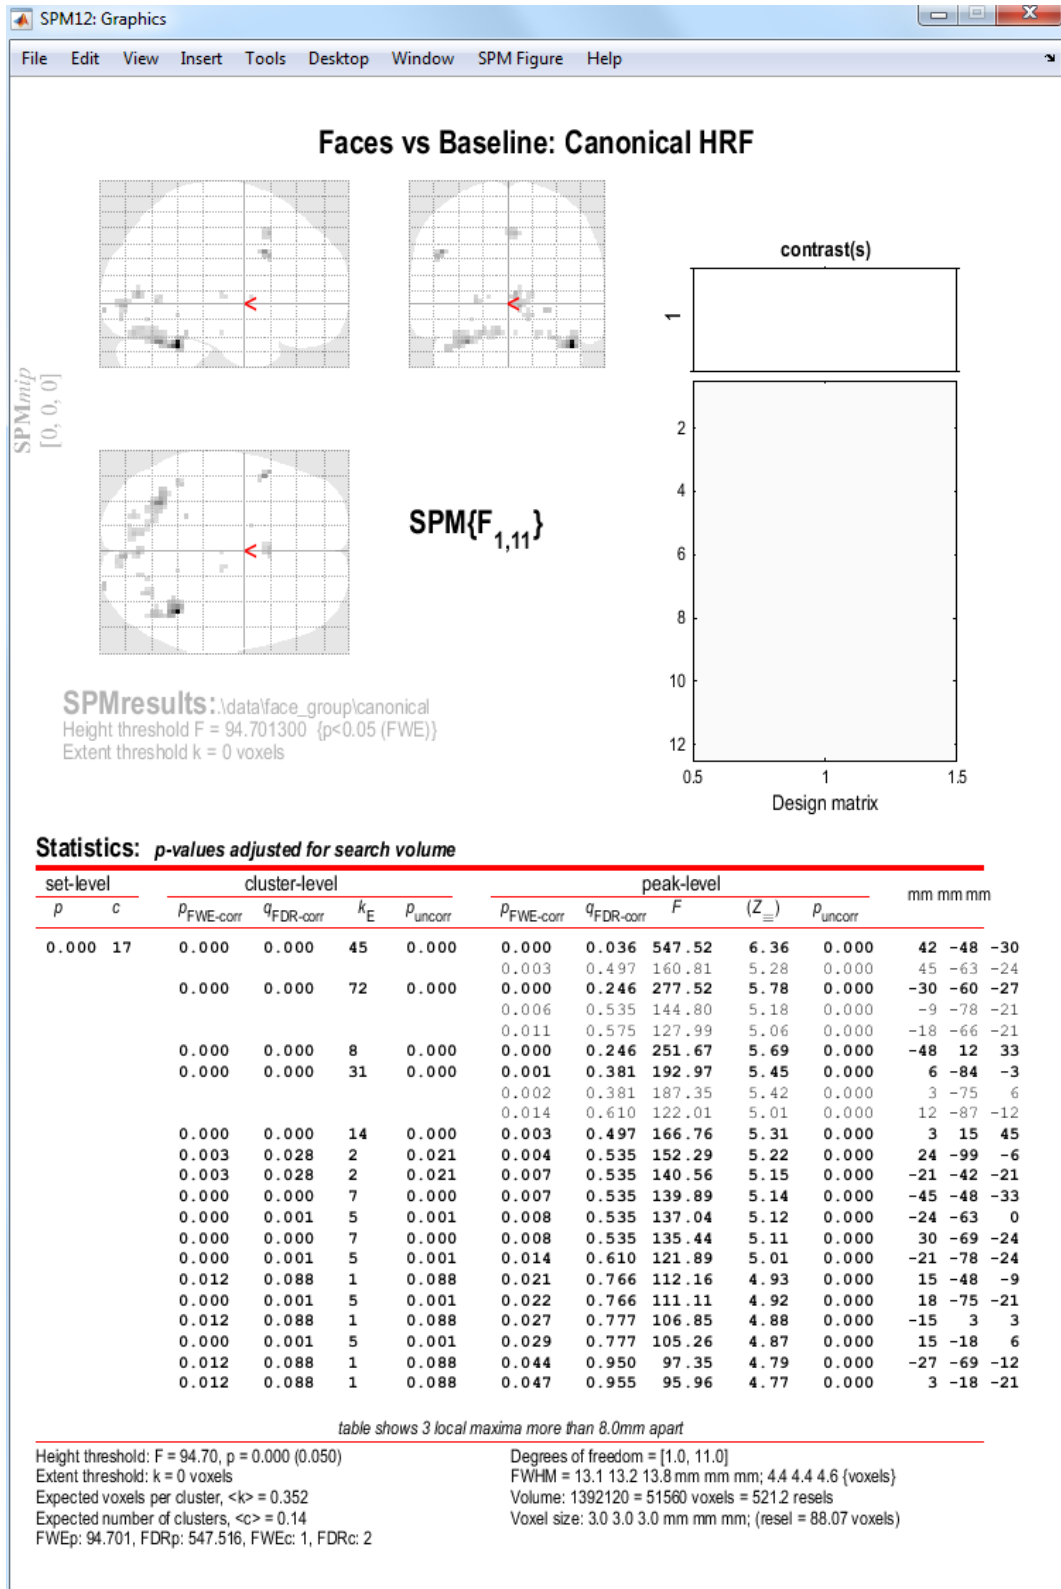 SPM12: Graphics
File Edit View Insert Tools Desktop Window SPM Figure Help
Faces vs Baseline: Canonical HRF
SPMmip
[0, 0, 0]
<
<
<
SPM{F1,11}
contrast(s)
1
2
4
6
8
10
12
0.5 1 1.5
Design matrix
SPMresults: .\data\face_group\canonical
Height threshold F = 94.701300 {p<0.05 (FWE)}
Extent threshold k = 0 voxels
Statistics: p-values adjusted for search volume
set-level cluster-level peak-level mm mm mm
p c pFWE-corr qFDR-corr kE puncorr pFWE-corr qFDR-corr F (Z≡) puncorr
0.000 17 0.000 0.000 45 0.000 0.000 0.036 547.52 6.36 0.000 42 -48 -30
0.003 0.497 160.81 5.28 0.000 45 -63 -24
0.000 0.000 72 0.000 0.000 0.246 277.52 5.78 0.000 -30 -60 -27
0.006 0.535 144.80 5.18 0.000 -9 -78 -21
0.011 0.575 127.99 5.06 0.000 -18 -66 -21
0.000 0.000 8 0.000 0.000 0.246 251.67 5.69 0.000 -48 12 33
0.000 0.000 31 0.000 0.001 0.381 192.97 5.45 0.000 6 -84 -3
0.002 0.381 187.35 5.42 0.000 3 -75 6
0.014 0.610 122.01 5.01 0.000 12 -87 -12
0.000 0.000 14 0.000 0.003 0.497 166.76 5.31 0.000 3 15 45
0.003 0.028 2 0.021 0.004 0.535 152.29 5.22 0.000 24 -99 -6
0.003 0.028 2 0.021 0.007 0.535 140.56 5.15 0.000 -21 -42 -21
0.000 0.000 7 0.000 0.007 0.535 139.89 5.14 0.000 -45 -48 -33
0.000 0.001 5 0.001 0.008 0.535 137.04 5.12 0.000 -24 -63 0
0.000 0.000 7 0.000 0.008 0.535 135.44 5.11 0.000 30 -69 -24
0.000 0.001 5 0.001 0.014 0.610 121.89 5.01 0.000 -21 -78 -24
0.012 0.088 1 0.088 0.021 0.766 112.16 4.93 0.000 15 -48 -9
0.000 0.001 5 0.001 0.022 0.766 111.11 4.92 0.000 18 -75 -21
0.012 0.088 1 0.088 0.027 0.777 106.85 4.88 0.000 -15 3 3
0.000 0.001 5 0.001 0.029 0.777 105.26 4.87 0.000 15 -18 6
0.012 0.088 1 0.088 0.044 0.950 97.35 4.79 0.000 -27 -69 -12
0.012 0.088 1 0.088 0.047 0.955 95.96 4.77 0.000 3 -18 -21
table shows 3 local maxima more than 8.0mm apart
Height threshold: F = 94.70, p = 0.000 (0.050)
Extent threshold: k = 0 voxels
Expected voxels per cluster, <k> = 0.352
Expected number of clusters, <c> = 0.14
FWEp: 94.701, FDRp: 547.516, FWEc: 1, FDRc: 2
Degrees of freedom = [1.0, 11.0]
FWHM = 13.1 13.2 13.8 mm mm mm; 4.4 4.4 4.6 {voxels}
Volume: 1392120 = 51560 voxels = 521.2 resels
Voxel size: 3.0 3.0 3.0 mm mm mm; (resel = 88.07 voxels)